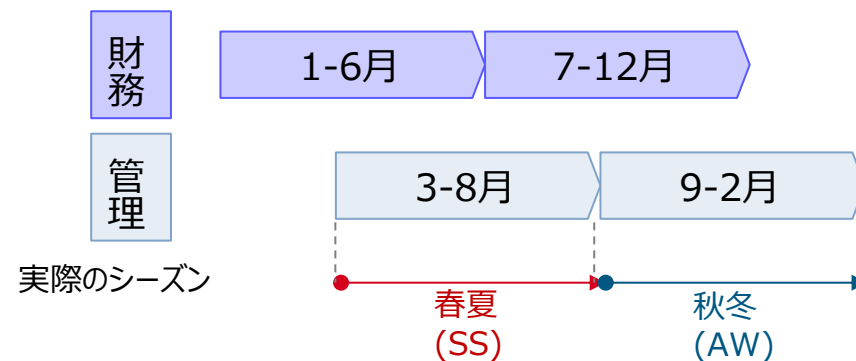 財務
1-6月
7-12月
管理
3-8月
9-2月
実際のシーズン
春夏
(SS)
秋冬
(AW)